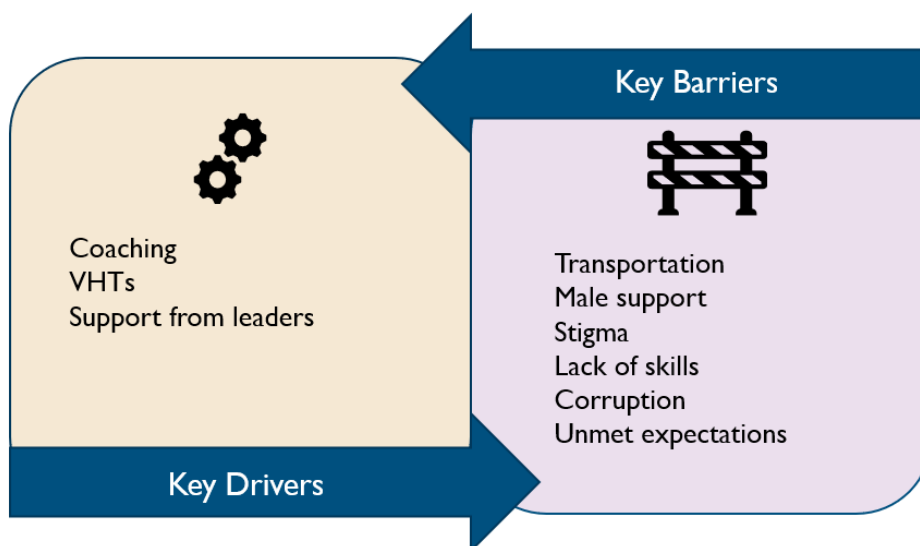 Key Barriers
Coaching
VHTs
Support from leaders
Transportation
Male support
Stigma
Lack of skills
Corruption
Unmet expectations
Key Drivers